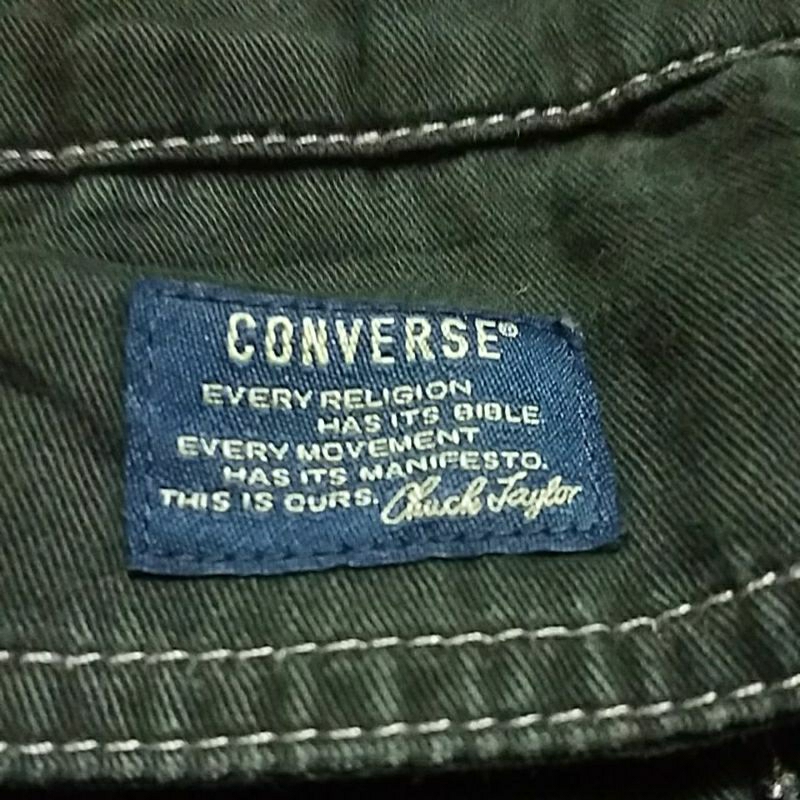 CONVERSE®
EVERY RELIGION
HAS ITS BIBLE.
EVERY MOVEMENT
HAS ITS MANIFESTO.
THIS IS OURS. Chuck Taylor